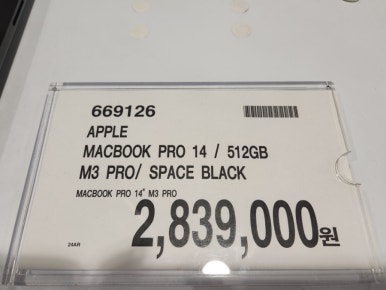 669126
APPLE
MACBOOK PRO 14 / 512GB
M3 PRO/ SPACE BLACK
MACBOOK PRO 14" M3 PRO
2,839,000원
24AR